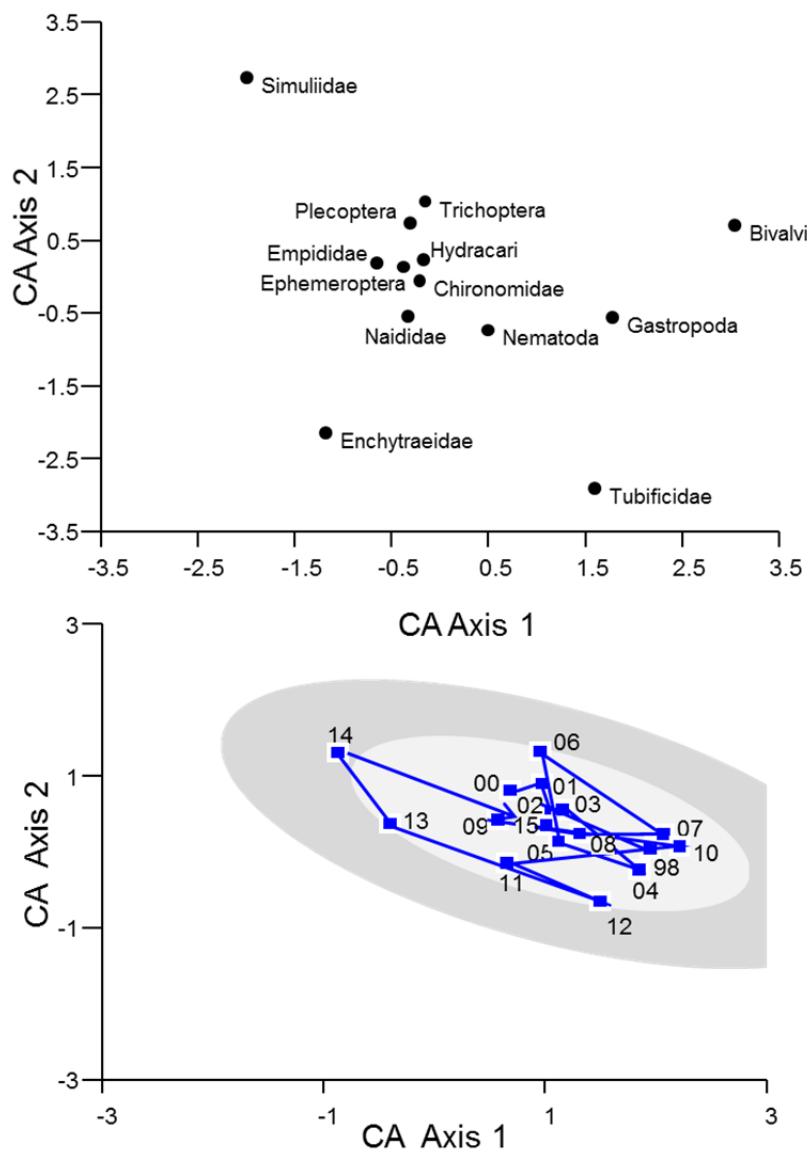 3.5
Simuliidae
2.5
CA Axis 2
1.5
Plecoptera
Trichoptera
Bivalvi
0.5
Empididae
Hydracari
Ephemeroptera
Chironomidae
-0.5
Naididae
Nematoda
Gastropoda
-1.5
Enchytraeidae
-2.5
Tubificidae
-3.5
-3.5 -2.5 -1.5 -0.5 0.5 1.5 2.5 3.5
CA Axis 1
3
14
06
1
00
01
02
03
13
09
15
07
08
05
10
98
11
04
-1
12
CA Axis 2
-3
-3 -1 1 3
CA Axis 1